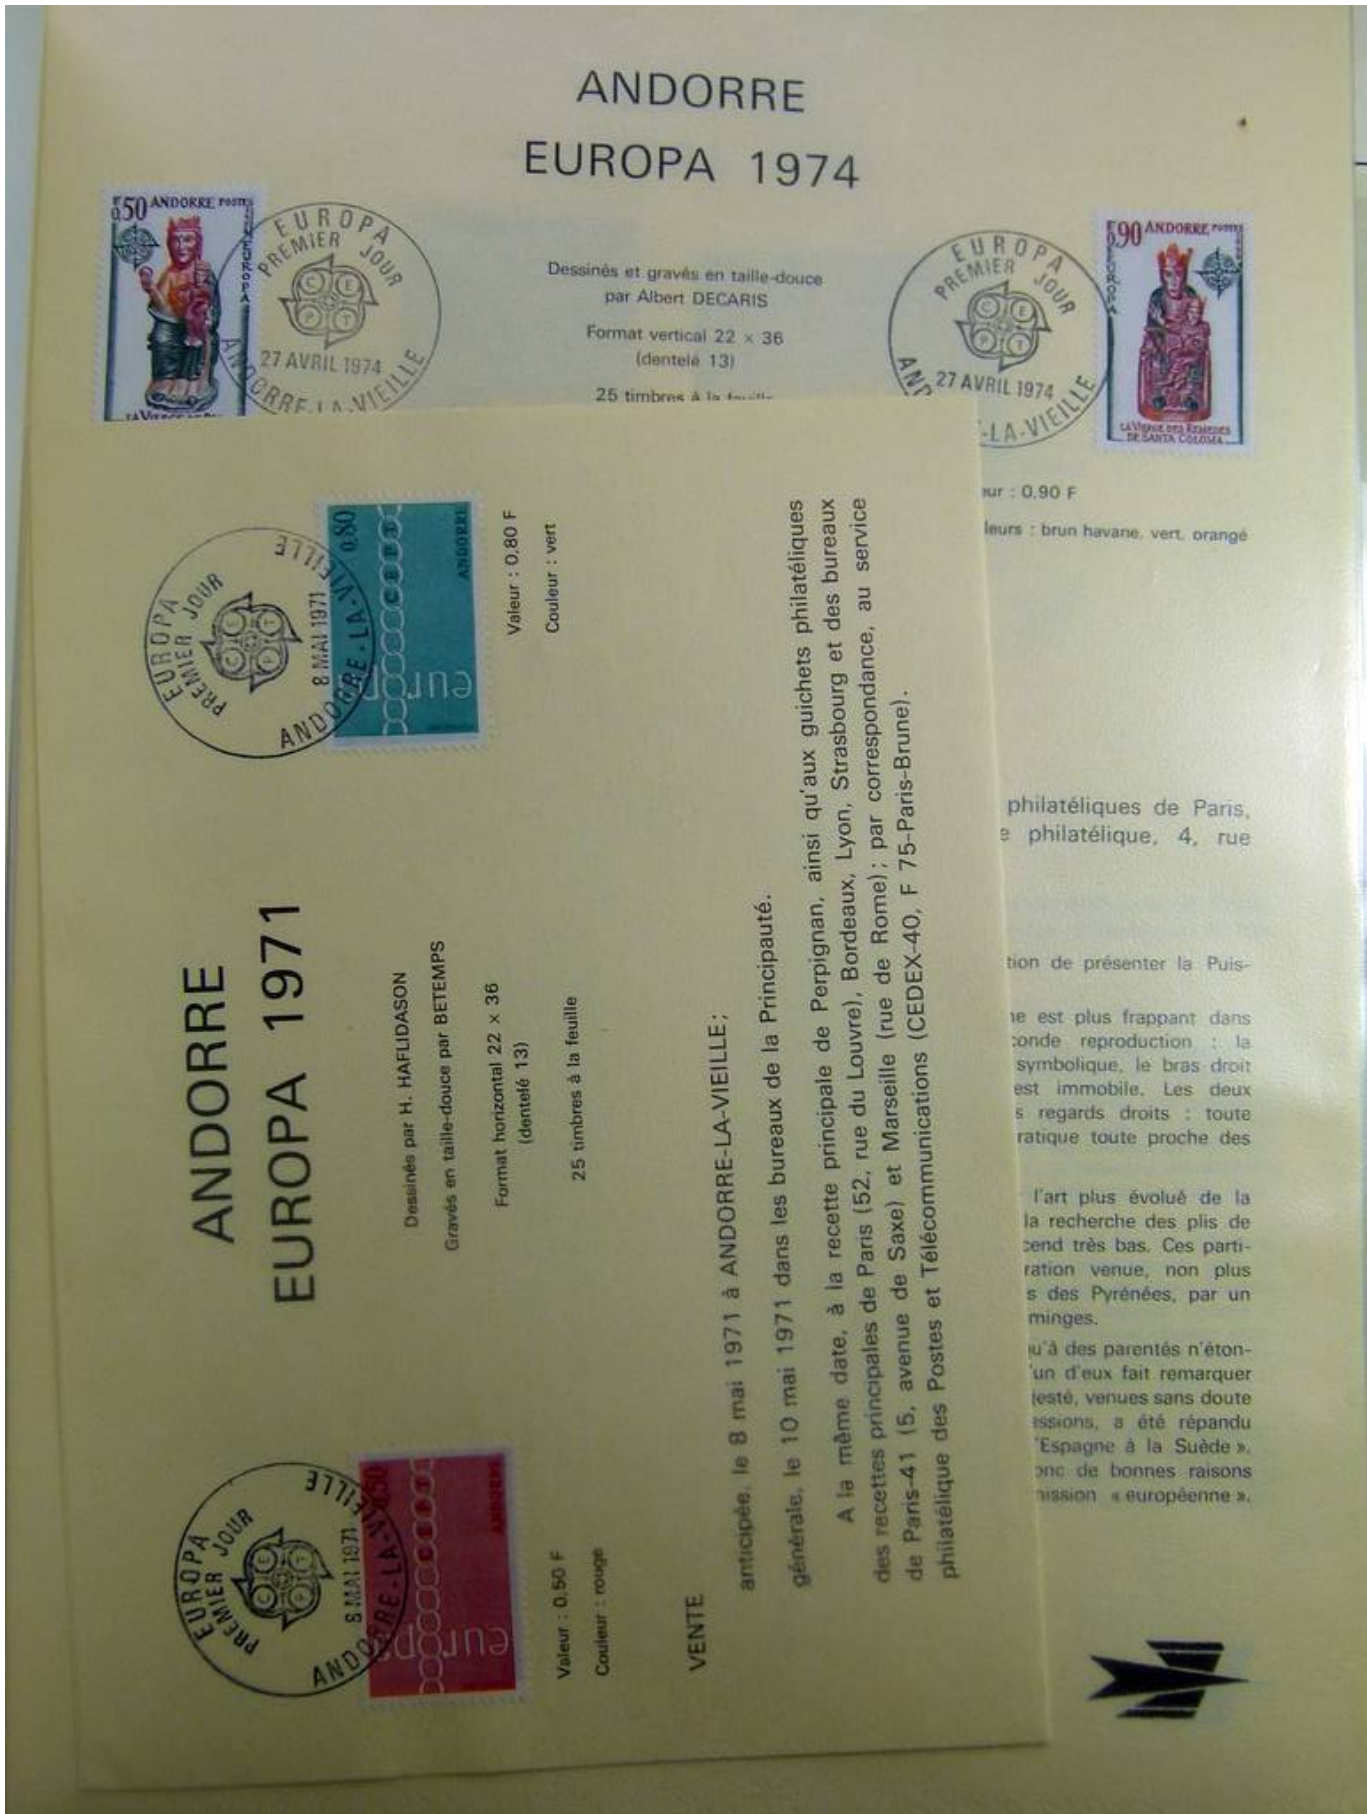 ANDORRE
EUROPA 1974
0,50 ANDORRE POSTES
EUROPA
EUROPA
PREMIER JOUR
CEPT
27 AVRIL 1974
ANDORRE-LA-VIEILLE
Dessinés et gravés en taille-douce
par Albert DECARIS
Format vertical 22 x 36
(dentelé 13)
25 timbres à la feuille
EUROPA
PREMIER JOUR
CEPT
27 AVRIL 1974
-LA-VIEILLE
0,90 ANDORRE POSTES
EUROPA
LA VIERGE DES REMEDES
DE SANTA COLOMA
eur : 0,90 F
leurs : brun havane, vert, orangé
philatéliques de Paris,
e philatélique, 4, rue
tion de présenter la Puis-
ne est plus frappant dans
conde reproduction : la
symbolique, le bras droit
est immobile. Les deux
s regards droits : toute
ratique toute proche des
l'art plus évolué de la
la recherche des plis de
cend très bas. Ces parti-
ration venue, non plus
s des Pyrénées, par un
minges.
u'à des parentés n'éton-
'un d'eux fait remarquer
jesté, venues sans doute
ssions, a été répandu
'Espagne à la Suède ».
onc de bonnes raisons
nission « européenne ».
ANDORRE
EUROPA 1971
EUROPA
PREMIER JOUR
CEPT
8 MAI 1971
ANDORRE-LA-VIEILLE
0,50
ANDORRE
europa
Valeur : 0,50 F
Couleur : rouge
Dessinés par H. HAFLIDASON
Gravés en taille-douce par BETEMPS
Format horizontal 22 x 36
(dentelé 13)
25 timbres à la feuille
EUROPA
PREMIER JOUR
CEPT
8 MAI 1971
ANDORRE-LA-VIEILLE
0,80
CEPT
ANDORRE
europa
Valeur : 0,80 F
Couleur : vert
VENTE
anticipée, le 8 mai 1971 à ANDORRE-LA-VIEILLE ;
générale, le 10 mai 1971 dans les bureaux de la Principauté.
A la même date, à la recette principale de Perpignan, ainsi qu'aux guichets philatéliques
des recettes principales de Paris (52, rue du Louvre), Bordeaux, Lyon, Strasbourg et des bureaux
de Paris-41 (5, avenue de Saxe) et Marseille (rue de Rome) ; par correspondance, au service
philatélique des Postes et Télécommunications (CEDEX-40, F 75-Paris-Brune).